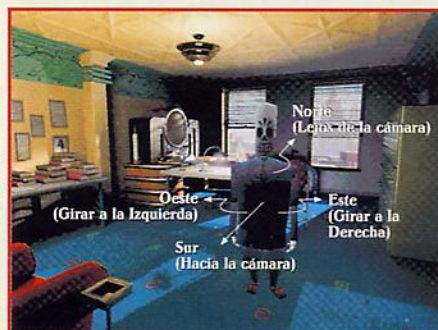 Norte
(Lejos de la cámara)
Oeste
(Girar a la Izquierda)
Este
(Girar a la
Derecha)
Sur
(Hacia la cámara)